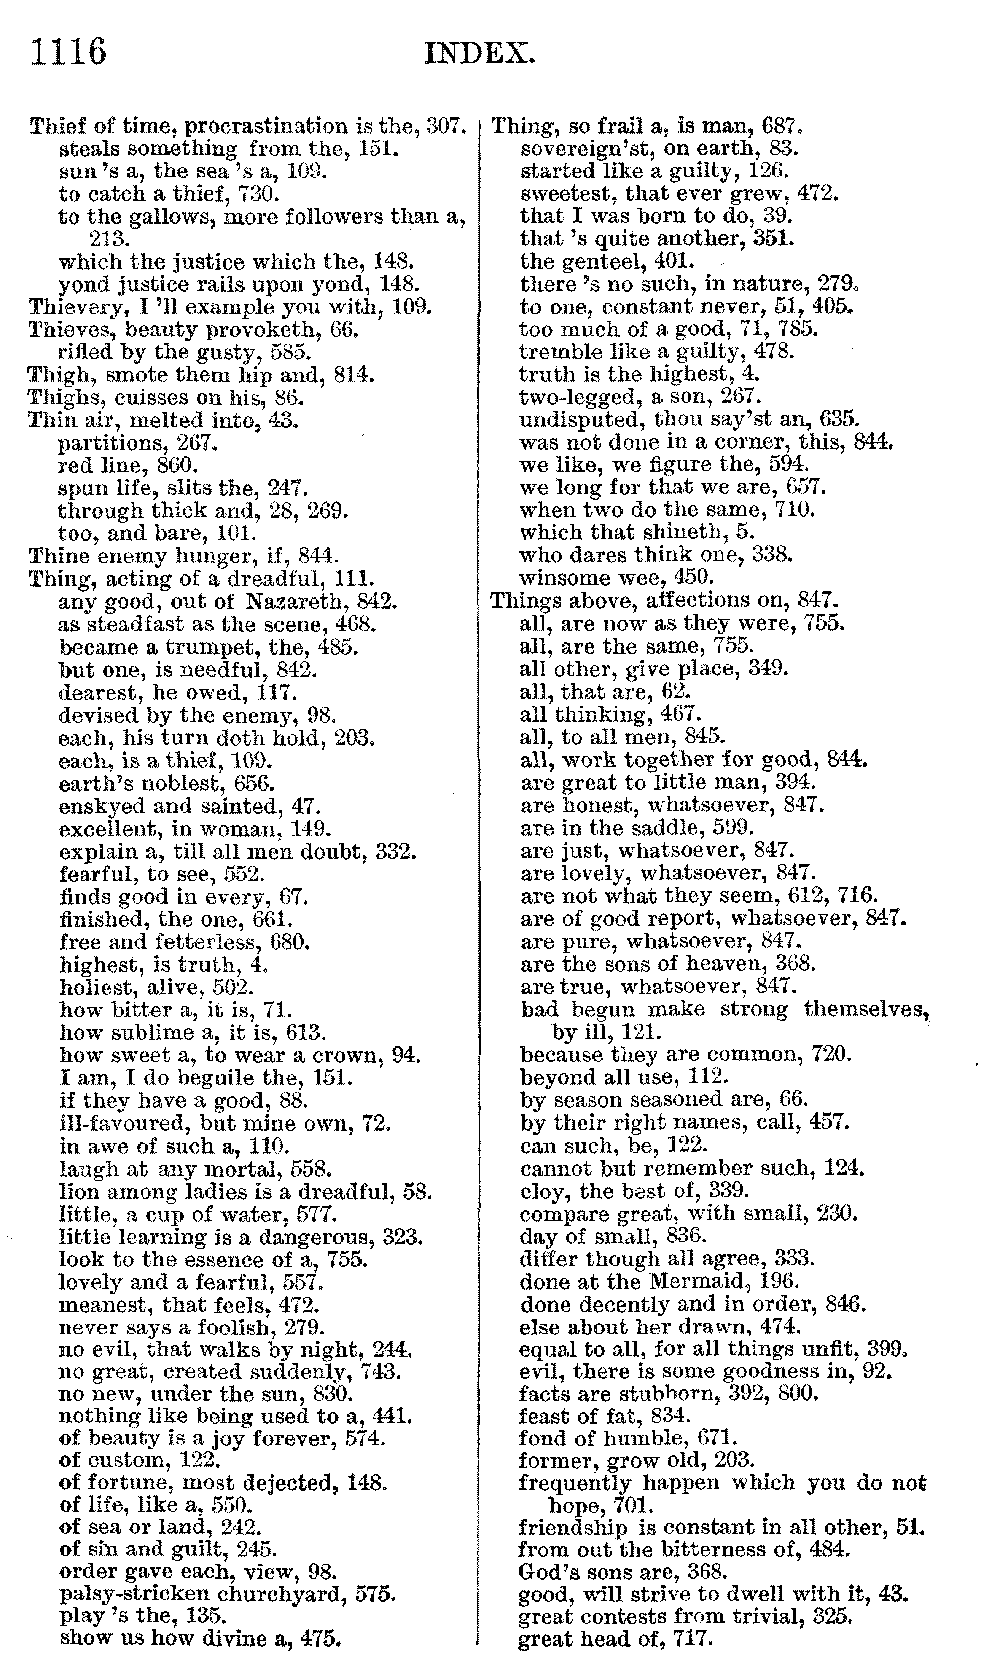 1116
INDEX.
Thief of time, procrastination is the, 307.
steals something from the, 151.
sun 's a, the sea 's a, 109.
to catch a thief, 730.
to the gallows, more followers than a,
213.
which the justice which the, 148.
yond justice rails upon yond, 148.
Thievery, I 'll example you with, 109.
Thieves, beauty provoketh, 66.
rifled by the gusty, 585.
Thigh, smote them hip and, 814.
Thighs, cuisses on his, 86.
Thin air, melted into, 43.
partitions, 267.
red line, 860.
spun life, slits the, 247.
through thick and, 28, 269.
too, and bare, 101.
Thine enemy hunger, if, 844.
Thing, acting of a dreadful, 111.
any good, out of Nazareth, 842.
as steadfast as the scene, 468.
became a trumpet, the, 485.
but one, is needful, 842.
dearest, he owed, 117.
devised by the enemy, 98.
each, his turn doth hold, 203.
each, is a thief, 109.
earth's noblest, 656.
enskyed and sainted, 47.
excellent, in woman, 149.
explain a, till all men doubt, 332.
fearful, to see, 552.
finds good in every, 67.
finished, the one, 661.
free and fetterless, 680.
highest, is truth, 4.
holiest, alive, 502.
how bitter a, it is, 71.
how sublime a, it is, 613.
how sweet a, to wear a crown, 94.
I am, I do beguile the, 151.
if they have a good, 88.
ill-favoured, but mine own, 72.
in awe of such a, 110.
laugh at any mortal, 558.
lion among ladies is a dreadful, 58.
little, a cup of water, 577.
little learning is a dangerous, 323.
look to the essence of a, 755.
lovely and a fearful, 557.
meanest, that feels, 472.
never says a foolish, 279.
no evil, that walks by night, 244.
no great, created suddenly, 743.
no new, under the sun, 830.
nothing like being used to a, 441.
of beauty is a joy forever, 574.
of custom, 122.
of fortune, most dejected, 148.
of life, like a, 550.
of sea or land, 242.
of sin and guilt, 245.
order gave each, view, 98.
palsy-stricken churchyard, 575.
play 's the, 135.
show us how divine a, 475.
Thing, so frail a, is man, 687.
sovereign'st, on earth, 83.
started like a guilty, 126.
sweetest, that ever grew, 472.
that I was born to do, 39.
that 's quite another, 351.
the genteel, 401.
there 's no such, in nature, 279.
to one, constant never, 51, 405.
too much of a good, 71, 785.
tremble like a guilty, 478.
truth is the highest, 4.
two-legged, a son, 267.
undisputed, thou say'st an, 635.
was not done in a corner, this, 844.
we like, we figure the, 594.
we long for that we are, 657.
when two do the same, 710.
which that shineth, 5.
who dares think one, 338.
winsome wee, 450.
Things above, affections on, 847.
all, are now as they were, 755.
all, are the same, 755.
all other, give place, 349.
all, that are, 62.
all thinking, 467.
all, to all men, 845.
all, work together for good, 844.
are great to little man, 394.
are honest, whatsoever, 847.
are in the saddle, 599.
are just, whatsoever, 847.
are lovely, whatsoever, 847.
are not what they seem, 612, 716.
are of good report, whatsoever, 847.
are pure, whatsoever, 847.
are the sons of heaven, 368.
are true, whatsoever, 847.
bad begun make strong themselves,
by ill, 121.
because they are common, 720.
beyond all use, 112.
by season seasoned are, 66.
by their right names, call, 457.
can such, be, 122.
cannot but remember such, 124.
cloy, the best of, 339.
compare great, with small, 230.
day of small, 836.
differ though all agree, 333.
done at the Mermaid, 196.
done decently and in order, 846.
else about her drawn, 474.
equal to all, for all things unfit, 399.
evil, there is some goodness in, 92.
facts are stubborn, 392, 800.
feast of fat, 834.
fond of humble, 671.
former, grow old, 203.
frequently happen which you do not
hope, 701.
friendship is constant in all other, 51.
from out the bitterness of, 484.
God's sons are, 368.
good, will strive to dwell with it, 43.
great contests from trivial, 325.
great head of, 717.